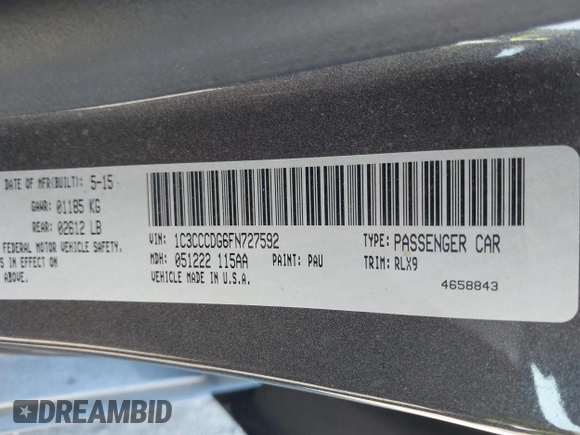 DATE OF MFR(BUILT): 5-15
GAWR: 01185 KG
REAR: 02612 LB
FEDERAL MOTOR VEHICLE SAFETY.
S IN EFFECT ON
ABOVE.
VIN: 1C3CCCDG6FN727592
TYPE: PASSENGER CAR
MDH: 051222 115AA
PAINT: PAU
TRIM: RLX9
VEHICLE MADE IN U.S.A.
4658843
DREAMBID